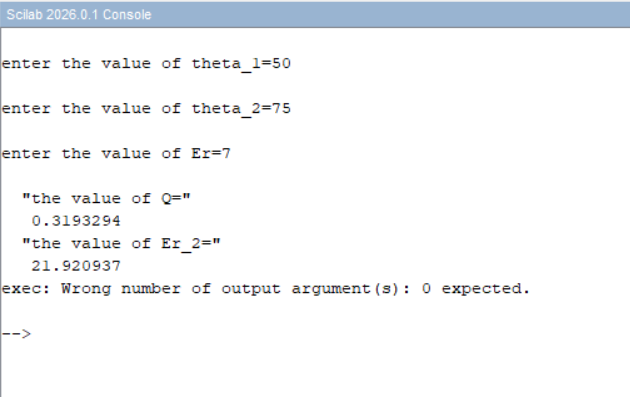 Scilab 2026.0.1 Console
enter the value of theta_1=50
enter the value of theta_2=75
enter the value of Er=7
"the value of Q="
0.3193294
"the value of Er_2="
21.920937
exec: Wrong number of output argument(s): 0 expected.
-->